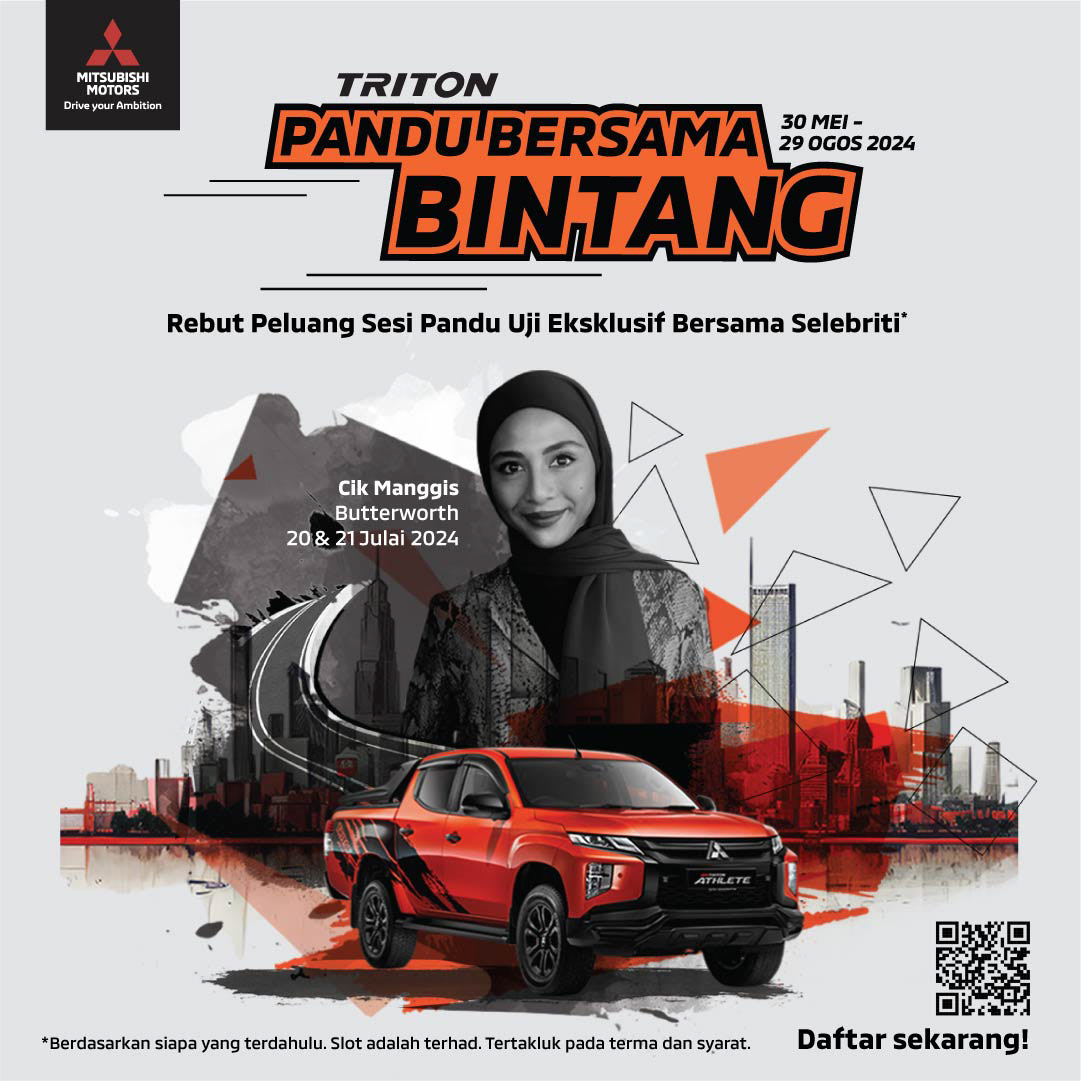 MITSUBISHI
MOTORS
Drive your Ambition
TRITON
PANDU BERSAMA
BINTANG
30 MEI –
29 OGOS 2024
Rebut Peluang Sesi Pandu Uji Eksklusif Bersama Selebriti*
Cik Manggis
Butterworth
20 & 21 Julai 2024
ATHLETE
*Berdasarkan siapa yang terdahulu. Slot adalah terhad. Tertakluk pada terma dan syarat.
Daftar sekarang!